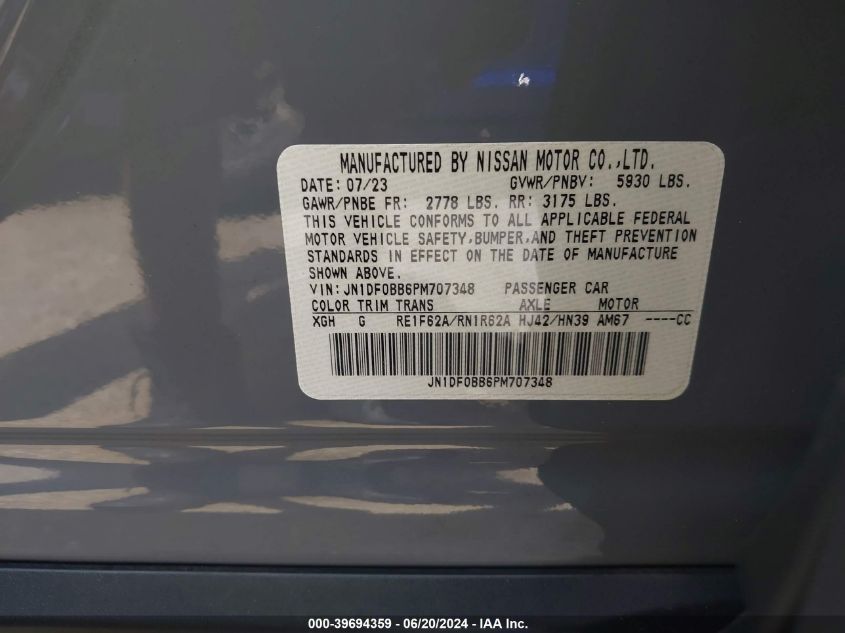 MANUFACTURED BY NISSAN MOTOR CO.,LTD.
DATE: 07/23 GVWR/PNBV: 5930 LBS.
GAWR/PNBE FR: 2778 LBS. RR: 3175 LBS.
THIS VEHICLE CONFORMS TO ALL APPLICABLE FEDERAL
MOTOR VEHICLE SAFETY,BUMPER,AND THEFT PREVENTION
STANDARDS IN EFFECT ON THE DATE OF MANUFACTURE
SHOWN ABOVE.
VIN: JN1DF0BB6PM707348 PASSENGER CAR
COLOR TRIM TRANS AXLE MOTOR
XGH G RE1F62A/RN1R62A HJ42/HN39 AM67 ----CC
JN1DF0BB6PM707348
000-39694359 - 06/20/2024 - IAA Inc.